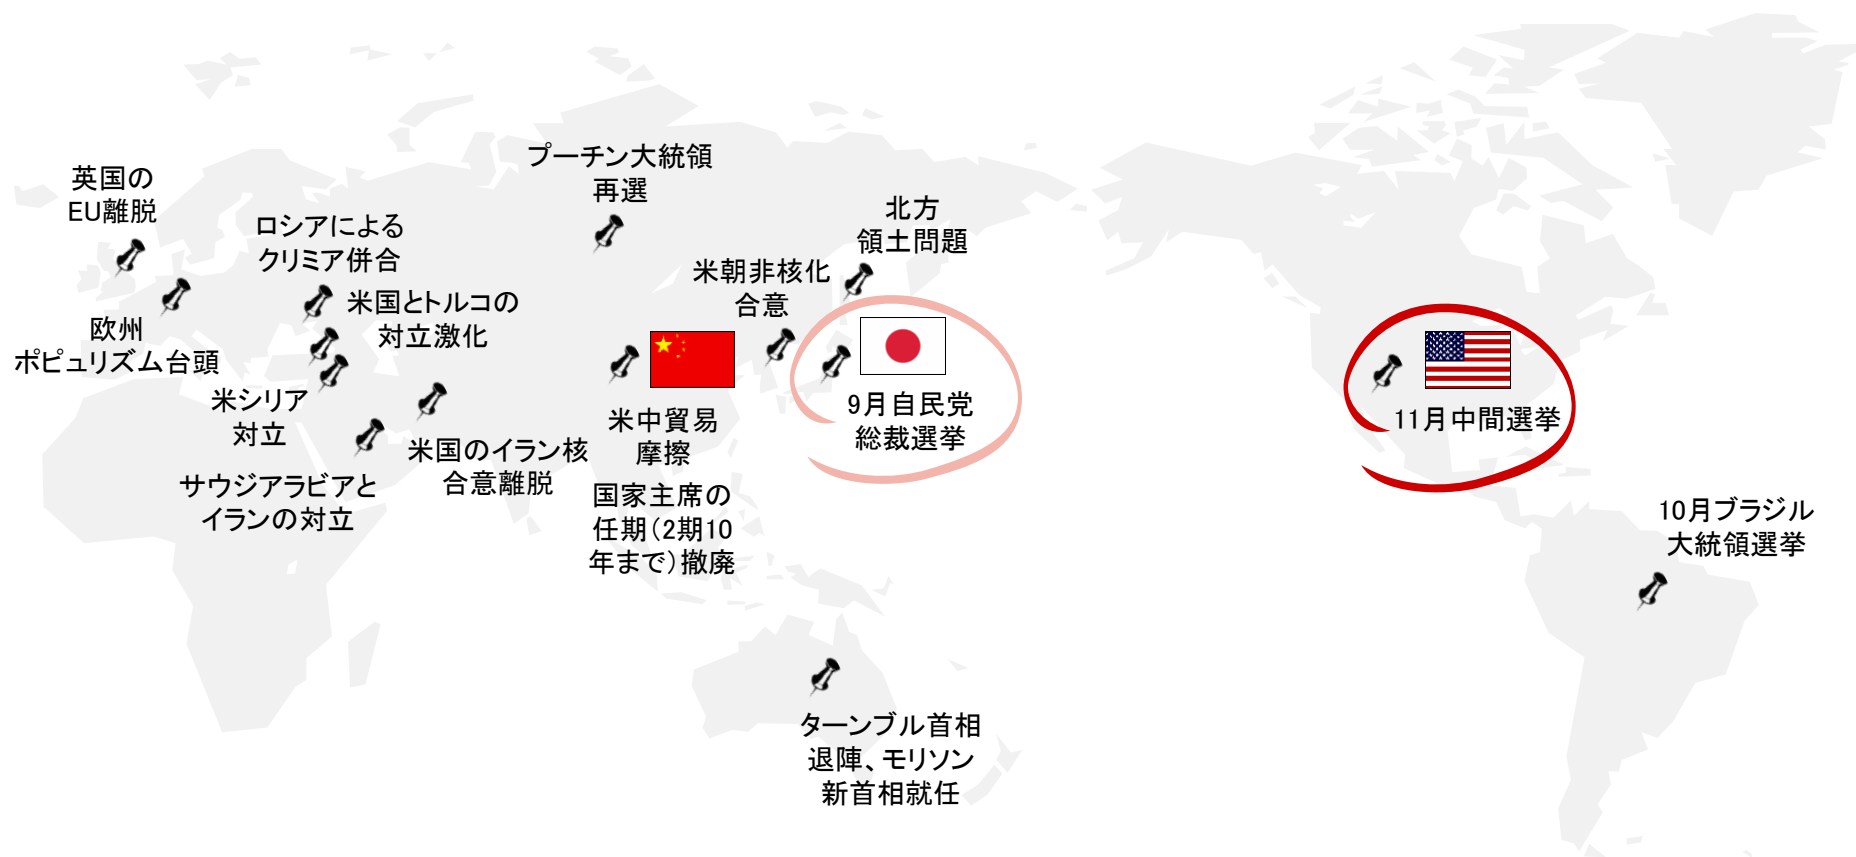 プーチン大統領
再選
英国の
EU離脱
北方
領土問題
ロシアによる
クリミア併合
米朝非核化
合意
米国とトルコの
対立激化
欧州
ポピュリズム台頭
米シリア
対立
9月自民党
総裁選挙
米中貿易
摩擦
11月中間選挙
米国のイラン核
合意離脱
サウジアラビアと
イランの対立
国家主席の
任期(2期10
年まで)撤廃
10月ブラジル
大統領選挙
ターンブル首相
退陣、モリソン
新首相就任